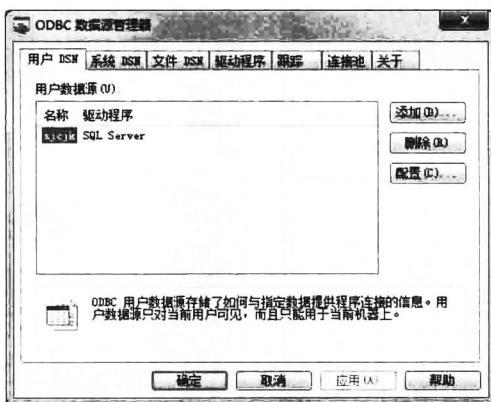 ODBC 数据源管理器
用户 DSN 系统 DSN 文件 DSN 驱动程序 跟踪 连接池 关于
用户数据源(U)
名称 驱动程序
sjcjk SQL Server
添加(D)...
删除(R)
配置(C)...
ODBC 用户数据源存储了如何与指定数据提供程序连接的信息。用
户数据源只对当前用户可见，而且只能用于当前机器上。
确定 取消 应用(A) 帮助